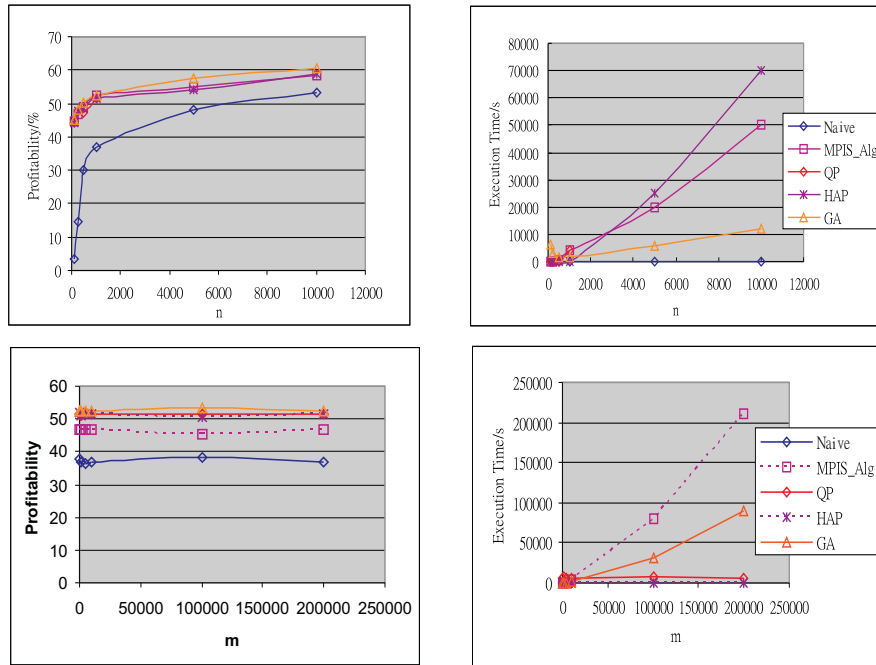 70
60
50
40
30
20
10
0
Profitability/%
0 2000 4000 6000 8000 10000 12000
n
80000
70000
60000
50000
40000
30000
20000
10000
0
Execution Time/s
0 2000 4000 6000 8000 10000 12000
n
Naive
MPIS_Alg
QP
HAP
GA
60
50
40
30
20
10
0
Profitability
0 50000 100000 150000 200000 250000
m
250000
200000
150000
100000
50000
0
Execution Time/s
0 50000 100000 150000 200000 250000
m
Naive
MPIS_Alg
QP
HAP
GA